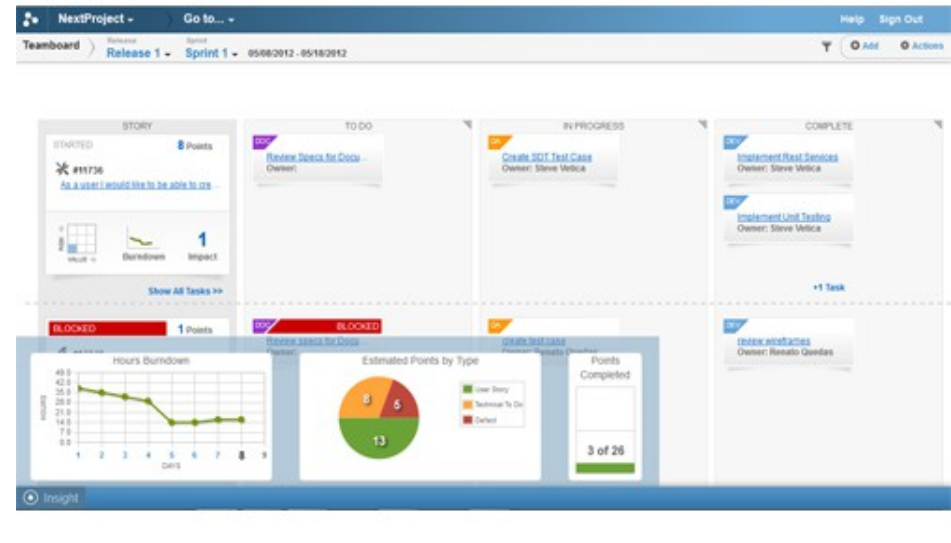 NextProject
Go to...
Help
Sign Out
Teamboard
Release
Release 1
Sprint
Sprint 1
05/08/2012 - 05/18/2012
Add
Actions
STORY
TO DO
IN PROGRESS
COMPLETE
STARTED
8 Points
#11736
As a user I would like to be able to cre...
RISK
VALUE
Burndown
1
Impact
Show All Tasks >>
DOC
Review Specs for Docu...
Owner:
QA
Create SDT Test Case
Owner: Steve Vetica
DEV
Implement Rest Services
Owner: Steve Vetica
DEV
Implement Unit Testing
Owner: Steve Vetica
+1 Task
BLOCKED
1 Points
DOC
BLOCKED
Review specs for Docu...
Owner:
QA
create test case
Owner: Renato Quedas
DEV
review wireframes
Owner: Renato Quedas
Hours Burndown
49.0
42.0
35.0
28.0
21.0
14.0
7.0
0.0
HOURS
1 2 3 4 5 6 7 8 9
DAYS
Estimated Points by Type
8
5
13
User Story
Technical To Do
Defect
Points
Completed
3 of 26
Insight